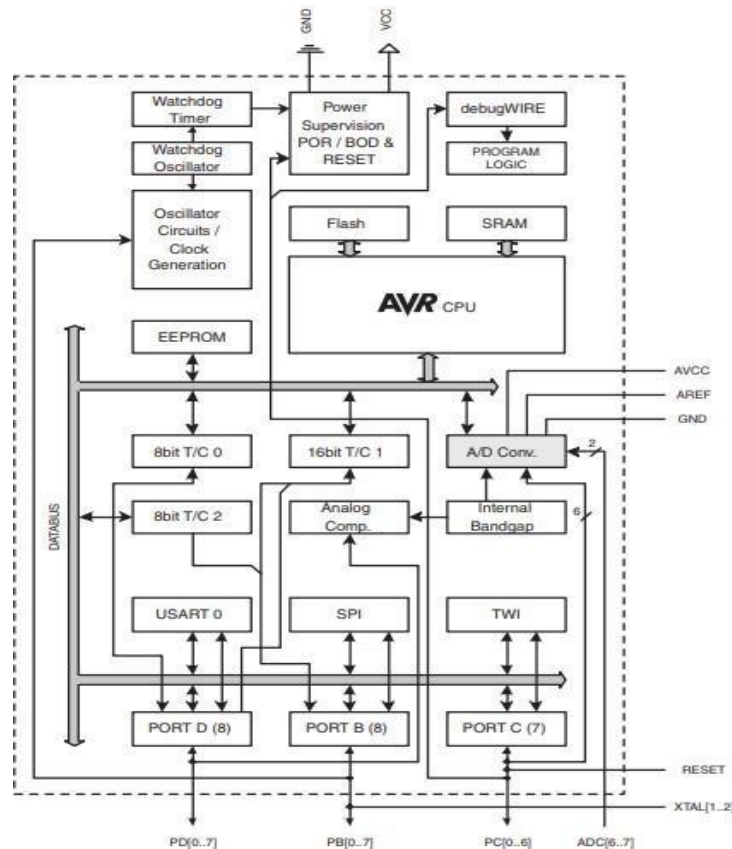 GND
VCC
Watchdog
Timer
Power
Supervision
POR / BOD &
RESET
debugWIRE
Watchdog
Oscillator
PROGRAM
LOGIC
Oscillator
Circuits /
Clock
Generation
Flash
SRAM
AVR CPU
EEPROM
AVCC
AREF
GND
8bit T/C 0
16bit T/C 1
A/D Conv.
2
DATABUS
8bit T/C 2
Analog
Comp.
Internal
Bandgap
6
USART 0
SPI
TWI
PORT D (8)
PORT B (8)
PORT C (7)
RESET
XTAL[1..2]
PD[0..7]
PB[0..7]
PC[0..6]
ADC[6..7]